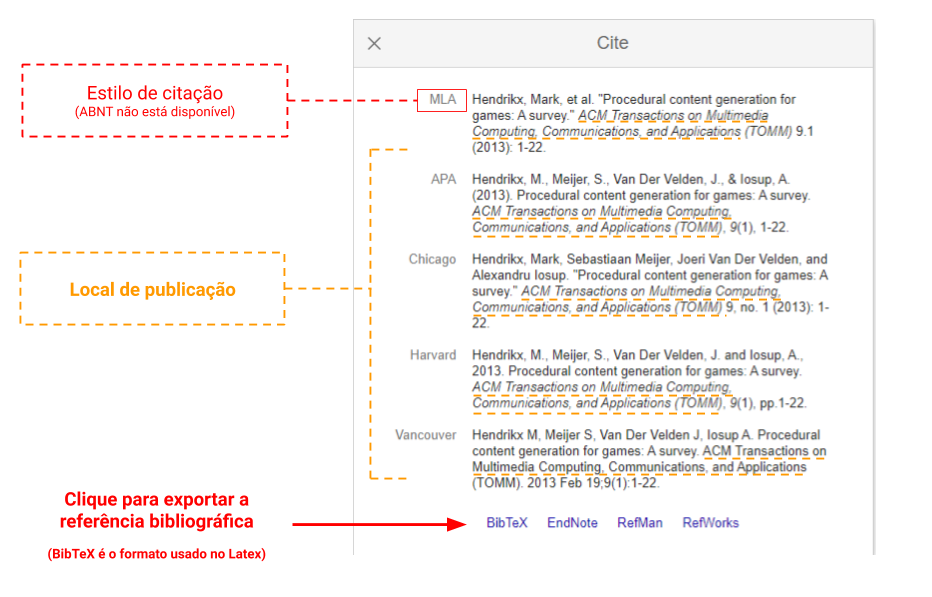 Cite
Estilo de citação
(ABNT não está disponível)
MLA
Hendrikx, Mark, et al. "Procedural content generation for
games: A survey." ACM Transactions on Multimedia
Computing, Communications, and Applications (TOMM) 9.1
(2013): 1-22.
APA
Hendrikx, M., Meijer, S., Van Der Velden, J., & Iosup, A.
(2013). Procedural content generation for games: A survey.
ACM Transactions on Multimedia Computing,
Communications, and Applications (TOMM), 9(1), 1-22.
Local de publicação
Chicago
Hendrikx, Mark, Sebastiaan Meijer, Joeri Van Der Velden, and
Alexandru Iosup. "Procedural content generation for games: A
survey." ACM Transactions on Multimedia Computing,
Communications, and Applications (TOMM) 9, no. 1 (2013): 1-
22.
Harvard
Hendrikx, M., Meijer, S., Van Der Velden, J. and Iosup, A.,
2013. Procedural content generation for games: A survey.
ACM Transactions on Multimedia Computing,
Communications, and Applications (TOMM), 9(1), pp.1-22.
Vancouver
Hendrikx M, Meijer S, Van Der Velden J, Iosup A. Procedural
content generation for games: A survey. ACM Transactions on
Multimedia Computing, Communications, and Applications
(TOMM). 2013 Feb 19;9(1):1-22.
Clique para exportar a
referência bibliográfica
(BibTeX é o formato usado no Latex)
BibTeX EndNote RefMan RefWorks